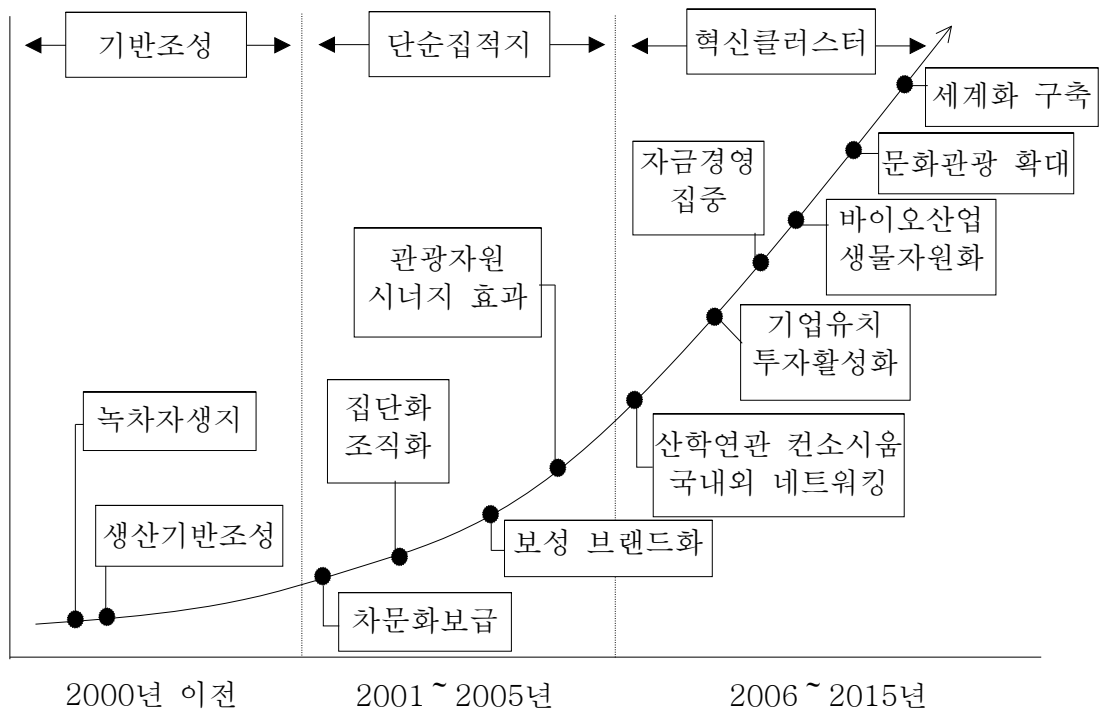 기반조성
단순집적지
혁신클러스터
세계화 구축
문화관광 확대
자금경영
집중
바이오산업
생물자원화
관광자원
시너지 효과
기업유치
투자활성화
녹차자생지
집단화
조직화
산학연관 컨소시움
국내외 네트워킹
생산기반조성
보성 브랜드화
차문화보급
2000년 이전
2001~2005년
2006~2015년